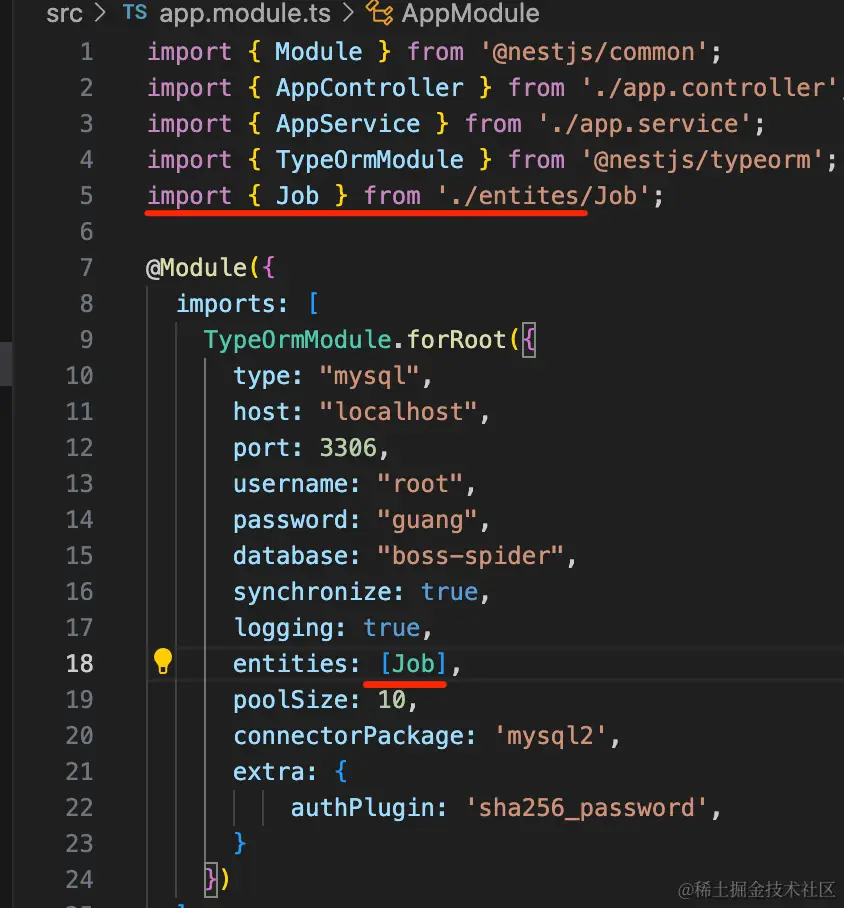 src > TS app.module.ts > AppModule
1 import { Module } from '@nestjs/common';
2 import { AppController } from './app.controller'
3 import { AppService } from './app.service';
4 import { TypeOrmModule } from '@nestjs/typeorm';
5 import { Job } from './entites/Job';
6
7 @Module({
8   imports: [
9     TypeOrmModule.forRoot({
10       type: "mysql",
11       host: "localhost",
12       port: 3306,
13       username: "root",
14       password: "guang",
15       database: "boss-spider",
16       synchronize: true,
17       logging: true,
18       entities: [Job],
19       poolSize: 10,
20       connectorPackage: 'mysql2',
21       extra: {
22           authPlugin: 'sha256_password',
23       }
24     })
@稀土掘金技术社区